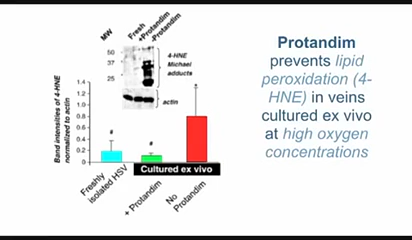 MW
Fresh
+Protandim
-Protandim
50
37
25
4-HNE
Michael
adducts
actin
Band intensities of 4-HNE
normalized to actin
1.4
1.2
1
0.8
0.6
0.4
0.2
0
#
#
*
Freshly
isolated HSV
Cultured ex vivo
+ Protandim
No
Protandim
Protandim
prevents lipid
peroxidation (4-
HNE) in veins
cultured ex vivo
at high oxygen
concentrations